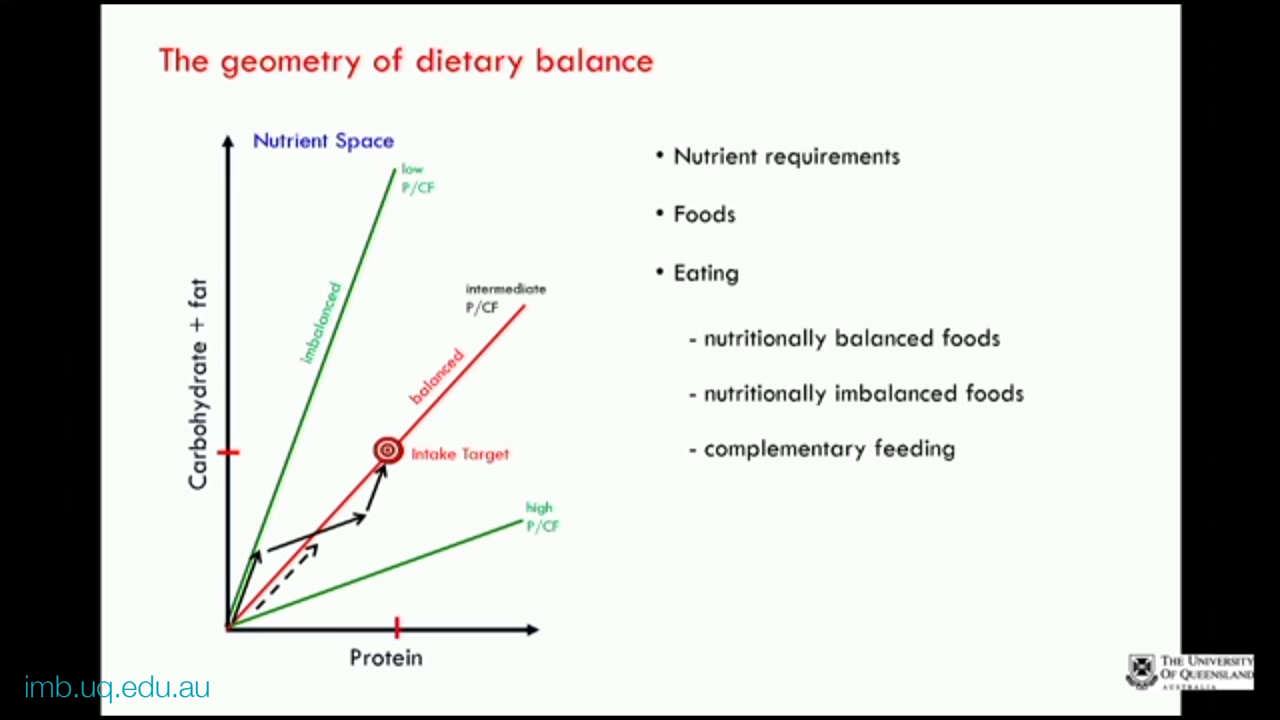 The geometry of dietary balance
Nutrient Space
low
P/CF
imbalanced
intermediate
P/CF
balanced
Intake Target
high
P/CF
Carbohydrate + fat
Protein
• Nutrient requirements
• Foods
• Eating
- nutritionally balanced foods
- nutritionally imbalanced foods
- complementary feeding
imb.uq.edu.au
THE UNIVERSITY
OF QUEENSLAND
AUSTRALIA